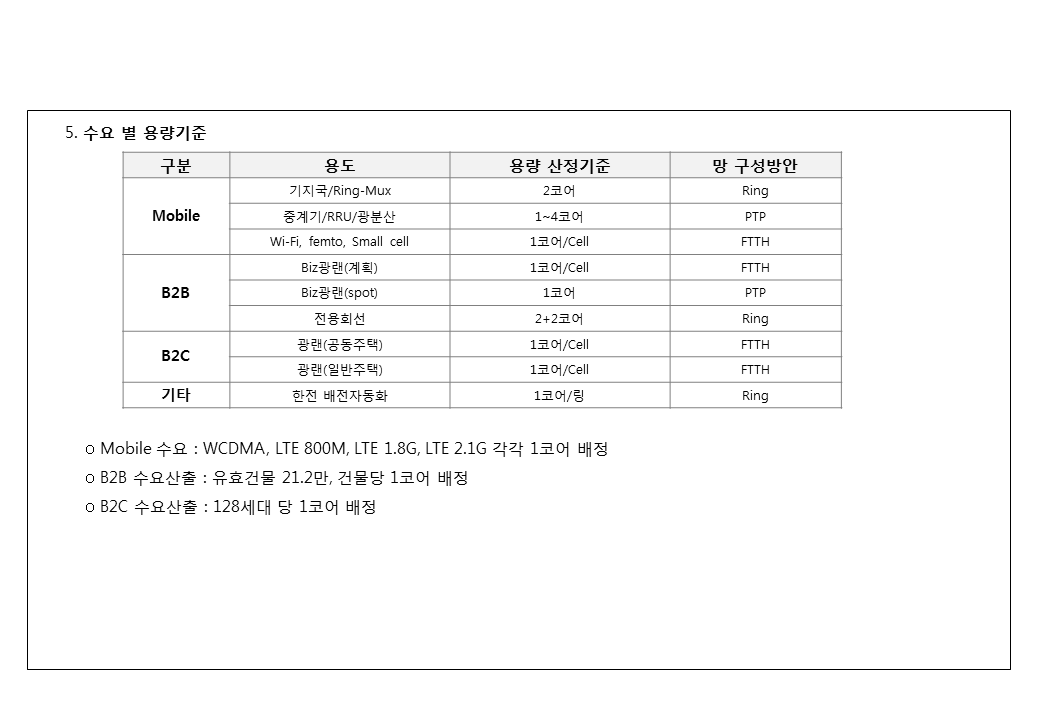 5. 수요 별 용량기준
구분 용도 용량 산정기준 망 구성방안
Mobile 기지국/Ring-Mux 2코어 Ring
중계기/RRU/광분산 1~4코어 PTP
Wi-Fi, femto, Small cell 1코어/Cell FTTH
B2B Biz광랜(계획) 1코어/Cell FTTH
Biz광랜(spot) 1코어 PTP
전용회선 2+2코어 Ring
B2C 광랜(공동주택) 1코어/Cell FTTH
광랜(일반주택) 1코어/Cell FTTH
기타 한전 배전자동화 1코어/링 Ring
○ Mobile 수요 : WCDMA, LTE 800M, LTE 1.8G, LTE 2.1G 각각 1코어 배정
○ B2B 수요산출 : 유효건물 21.2만, 건물당 1코어 배정
○ B2C 수요산출 : 128세대 당 1코어 배정